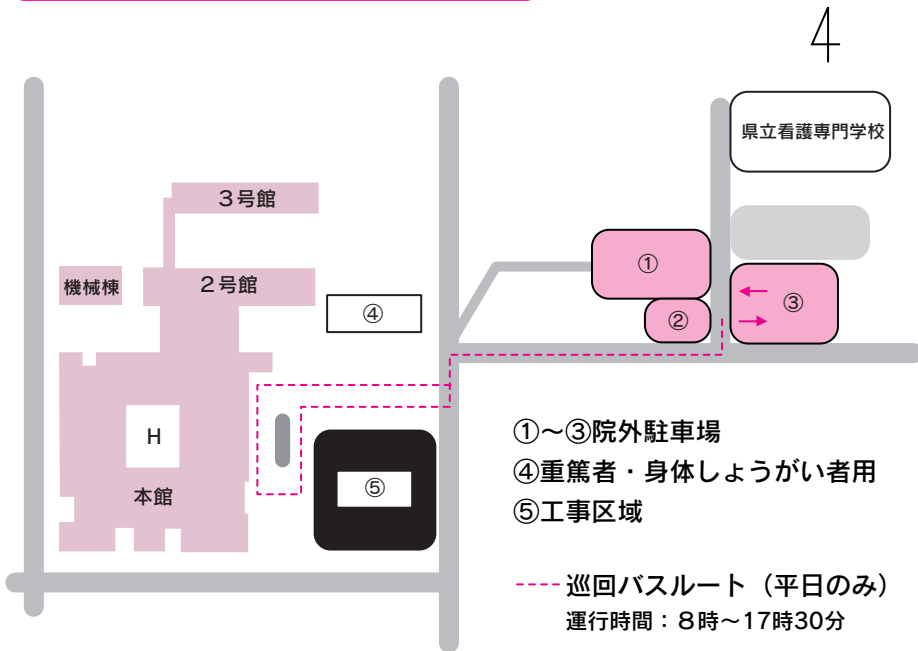 県立看護専門学校
3号館
①
機械棟
2号館
③
④
②
H
①～③院外駐車場
④重篤者・身体しょうがい者用
⑤
本館
⑤工事区域
巡回バスルート（平日のみ）
運行時間：8時～17時30分